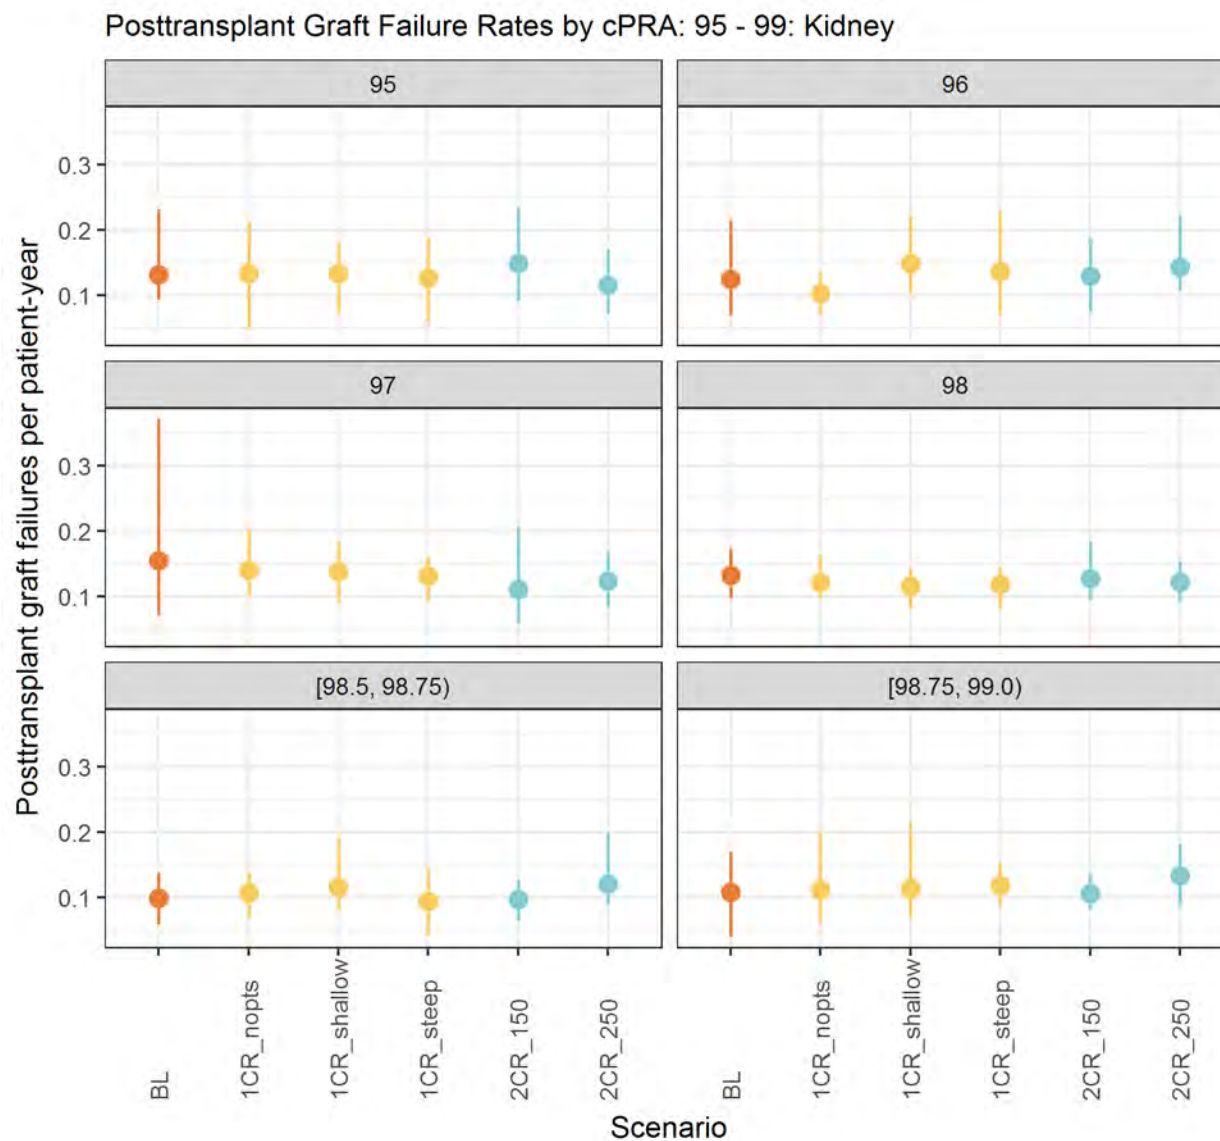 Posttransplant Graft Failure Rates by cPRA: 95 - 99: Kidney
95
96
0.3
0.2
0.1
97
98
0.3
0.2
0.1
[98.5, 98.75)
[98.75, 99.0)
0.3
0.2
0.1
Posttransplant graft failures per patient-year
BL
1CR_nopts
1CR_shallow
1CR_steep
2CR_150
2CR_250
BL
1CR_nopts
1CR_shallow
1CR_steep
2CR_150
2CR_250
Scenario